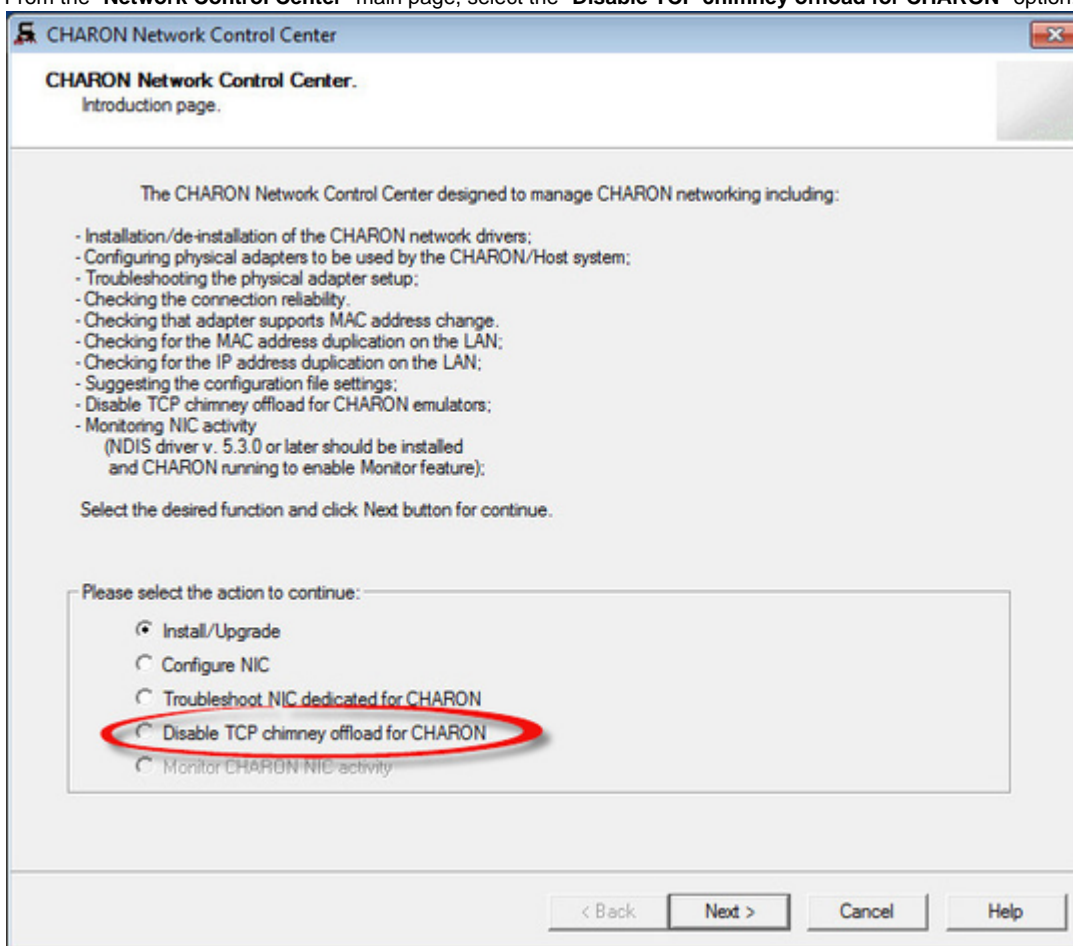 From the "Network Control Center" main page, select the "Disable TCP chimney offload for CHARON" option
CHARON Network Control Center
CHARON Network Control Center.
Introduction page.
The CHARON Network Control Center designed to manage CHARON networking including:
- Installation/de-installation of the CHARON network drivers;
- Configuring physical adapters to be used by the CHARON/Host system;
- Troubleshooting the physical adapter setup;
- Checking the connection reliability.
- Checking that adapter supports MAC address change.
- Checking for the MAC address duplication on the LAN;
- Checking for the IP address duplication on the LAN;
- Suggesting the configuration file settings;
- Disable TCP chimney offload for CHARON emulators;
- Monitoring NIC activity
(NDIS driver v. 5.3.0 or later should be installed
and CHARON running to enable Monitor feature);
Select the desired function and click Next button for continue.
Please select the action to continue:
Install/Upgrade
Configure NIC
Troubleshoot NIC dedicated for CHARON
Disable TCP chimney offload for CHARON
Monitor CHARON NIC activity
< Back Next > Cancel Help